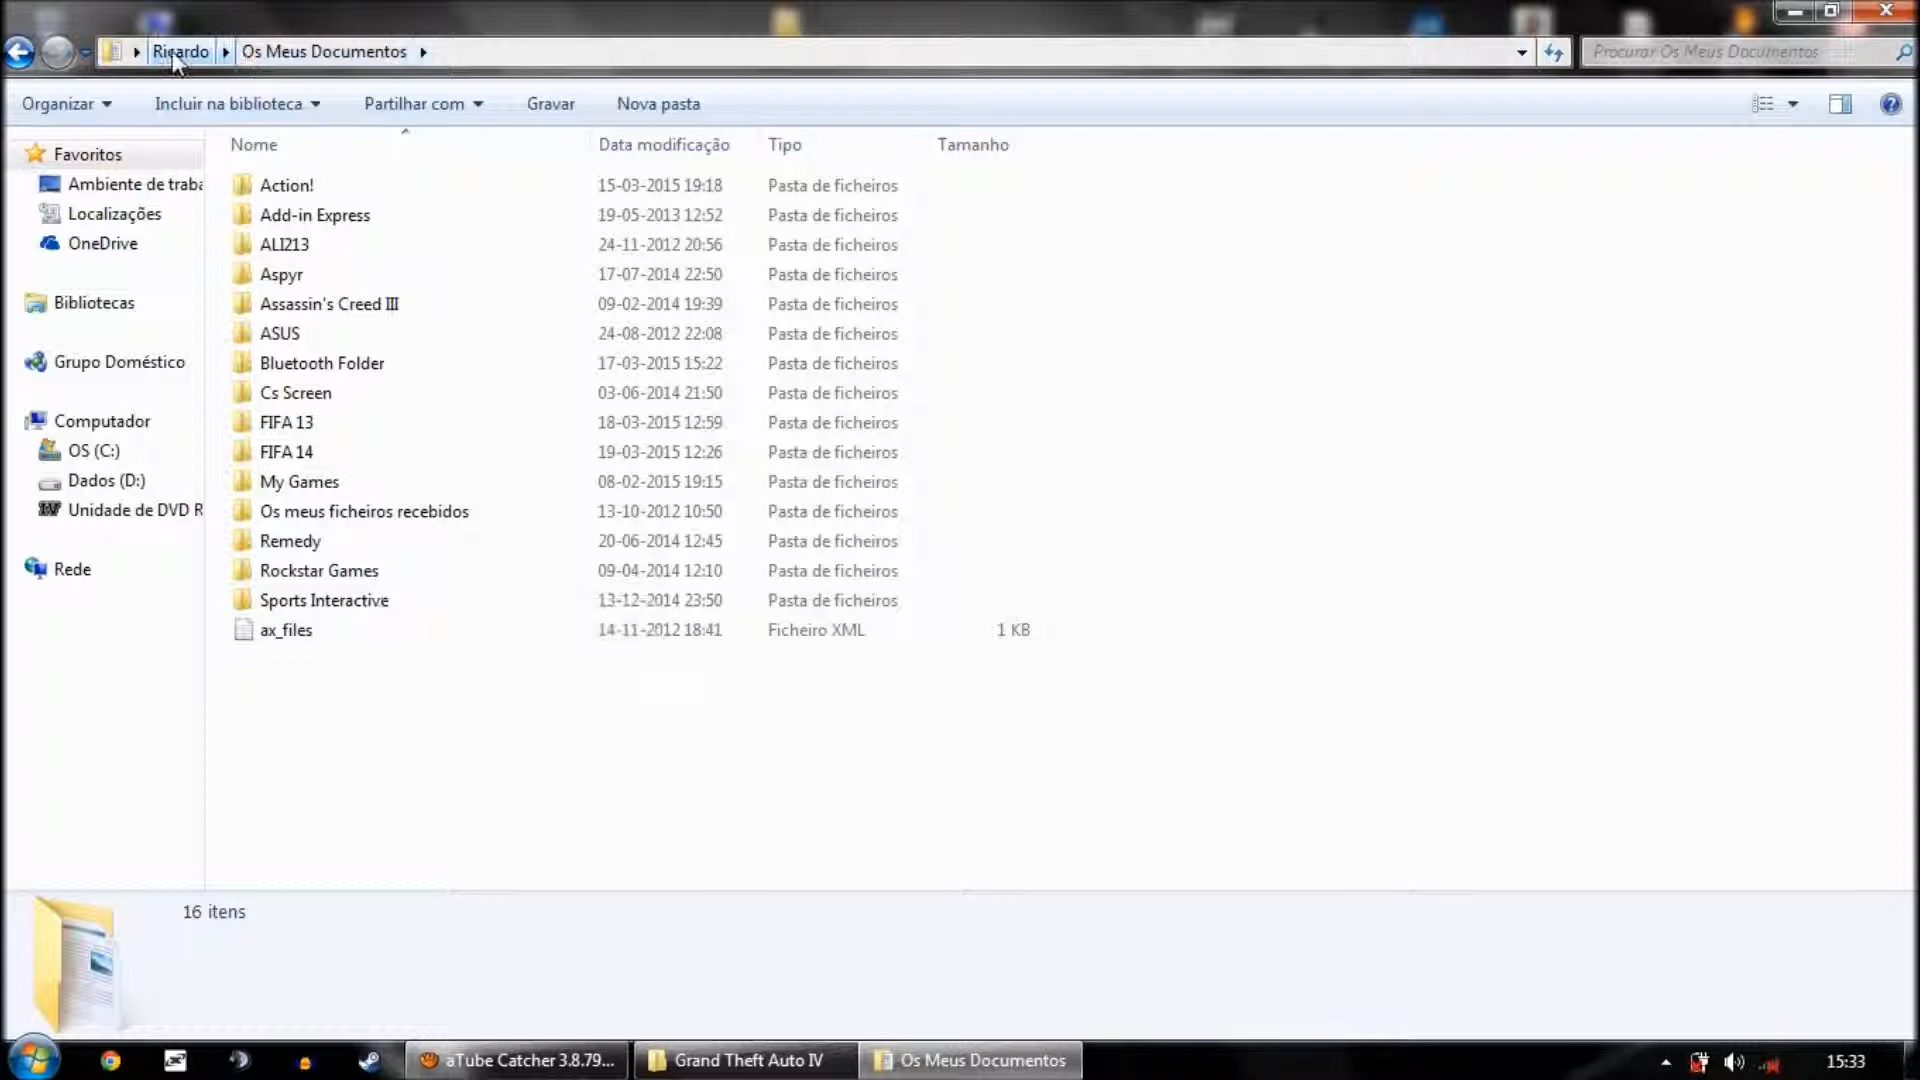 Ricardo Os Meus Documentos Procurar Os Meus Documentos
Organizar Incluir na biblioteca Partilhar com Gravar Nova pasta
Nome Data modificação Tipo Tamanho
Favoritos
Ambiente de traba
Localizações
OneDrive
Bibliotecas
Grupo Doméstico
Computador
OS (C:)
Dados (D:)
Unidade de DVD R
Rede
Action! 15-03-2015 19:18 Pasta de ficheiros
Add-in Express 19-05-2013 12:52 Pasta de ficheiros
ALI213 24-11-2012 20:56 Pasta de ficheiros
Aspyr 17-07-2014 22:50 Pasta de ficheiros
Assassin's Creed III 09-02-2014 19:39 Pasta de ficheiros
ASUS 24-08-2012 22:08 Pasta de ficheiros
Bluetooth Folder 17-03-2015 15:22 Pasta de ficheiros
Cs Screen 03-06-2014 21:50 Pasta de ficheiros
FIFA 13 18-03-2015 12:59 Pasta de ficheiros
FIFA 14 19-03-2015 12:26 Pasta de ficheiros
My Games 08-02-2015 19:15 Pasta de ficheiros
Os meus ficheiros recebidos 13-10-2012 10:50 Pasta de ficheiros
Remedy 20-06-2014 12:45 Pasta de ficheiros
Rockstar Games 09-04-2014 12:10 Pasta de ficheiros
Sports Interactive 13-12-2014 23:50 Pasta de ficheiros
ax_files 14-11-2012 18:41 Ficheiro XML 1 KB
16 itens
aTube Catcher 3.8.79... Grand Theft Auto IV Os Meus Documentos 15:33